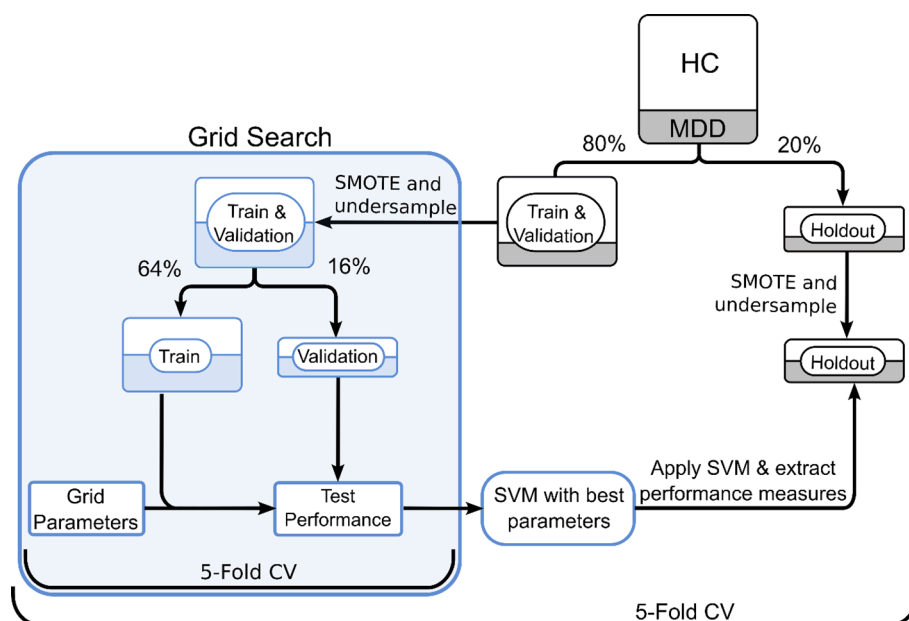 HC
MDD
80%
20%
Grid Search
SMOTE and
undersample
Train &
Validation
Train &
Validation
Holdout
64%
16%
SMOTE and
undersample
Train
Validation
Holdout
Grid
Parameters
Test
Performance
SVM with best
parameters
Apply SVM & extract
performance measures
5-Fold CV
5-Fold CV